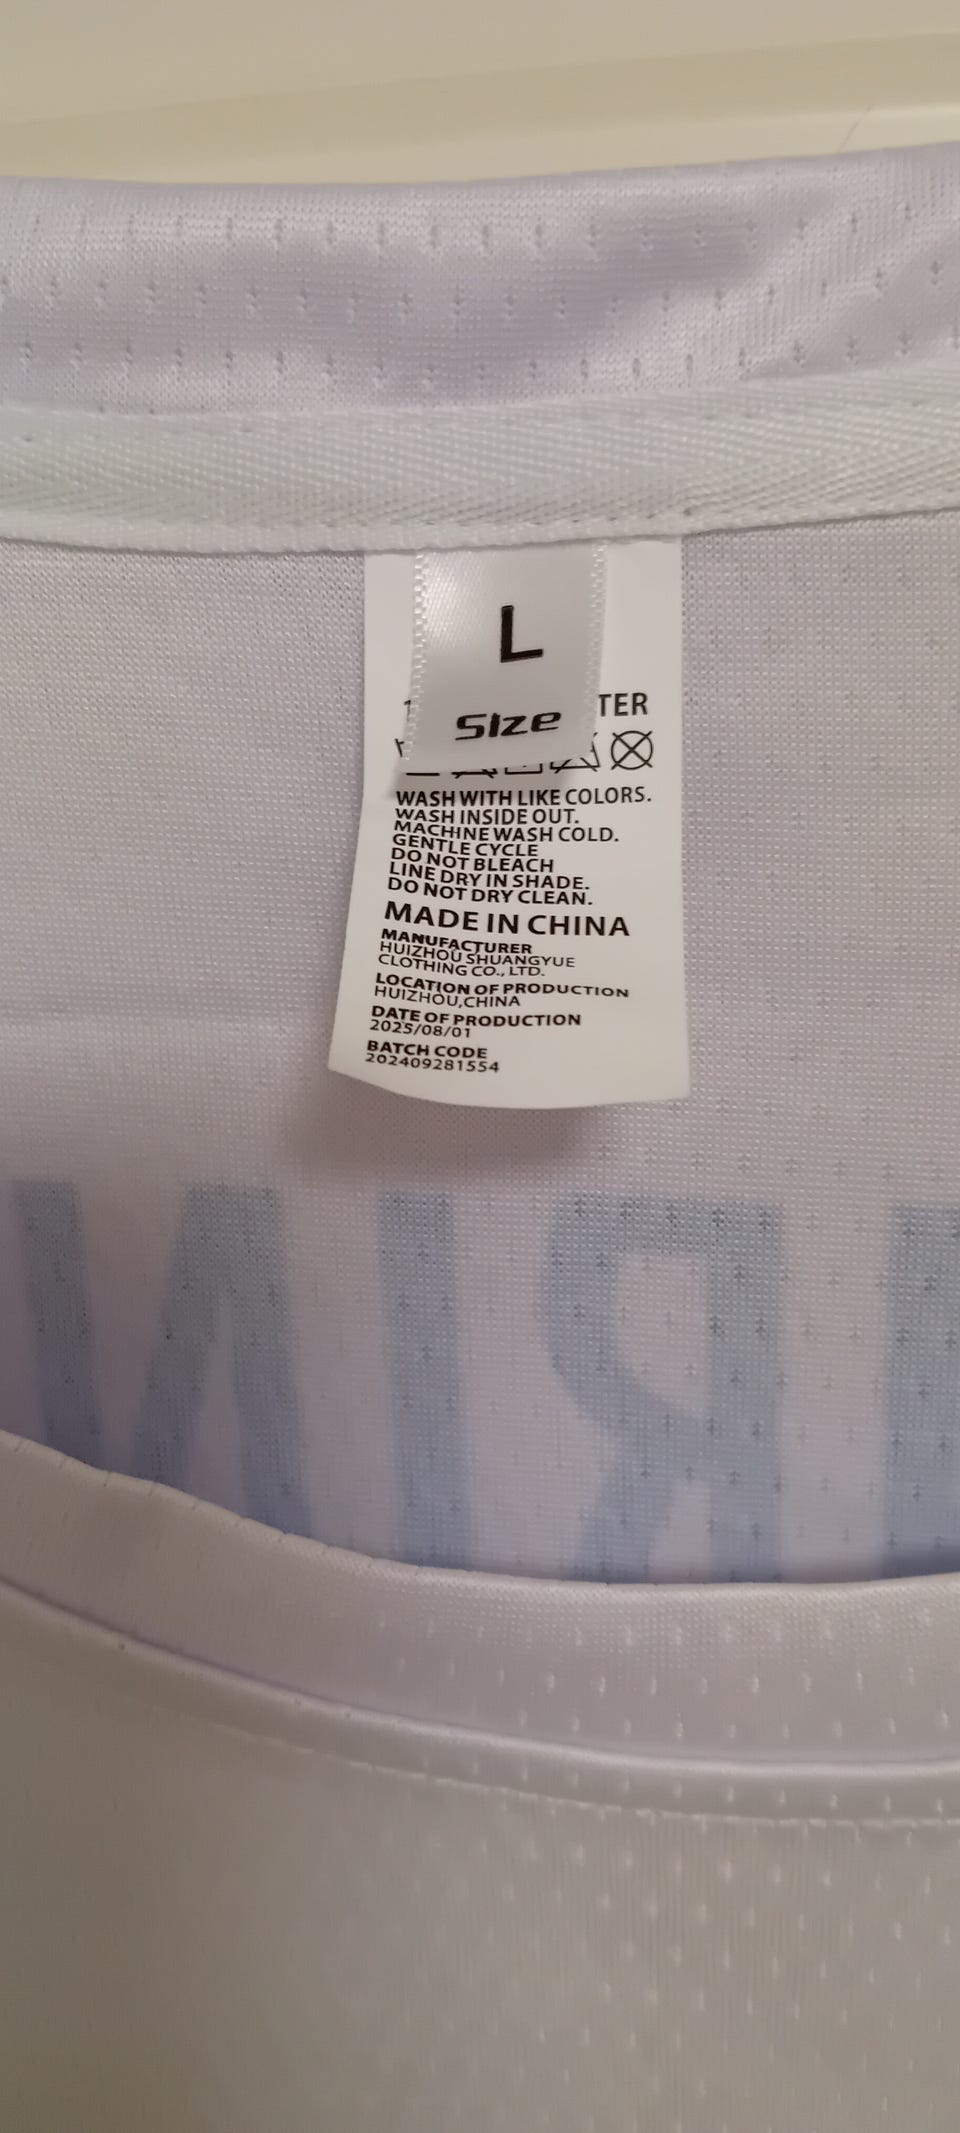 L
Size
TER
WASH WITH LIKE COLORS.
WASH INSIDE OUT.
MACHINE WASH COLD.
GENTLE CYCLE
DO NOT BLEACH
LINE DRY IN SHADE.
DO NOT DRY CLEAN.
MADE IN CHINA
MANUFACTURER
HUIZHOU SHUANGYUE
CLOTHING CO., LTD.
LOCATION OF PRODUCTION
HUIZHOU,CHINA
DATE OF PRODUCTION
2025/08/01
BATCH CODE
202409281554